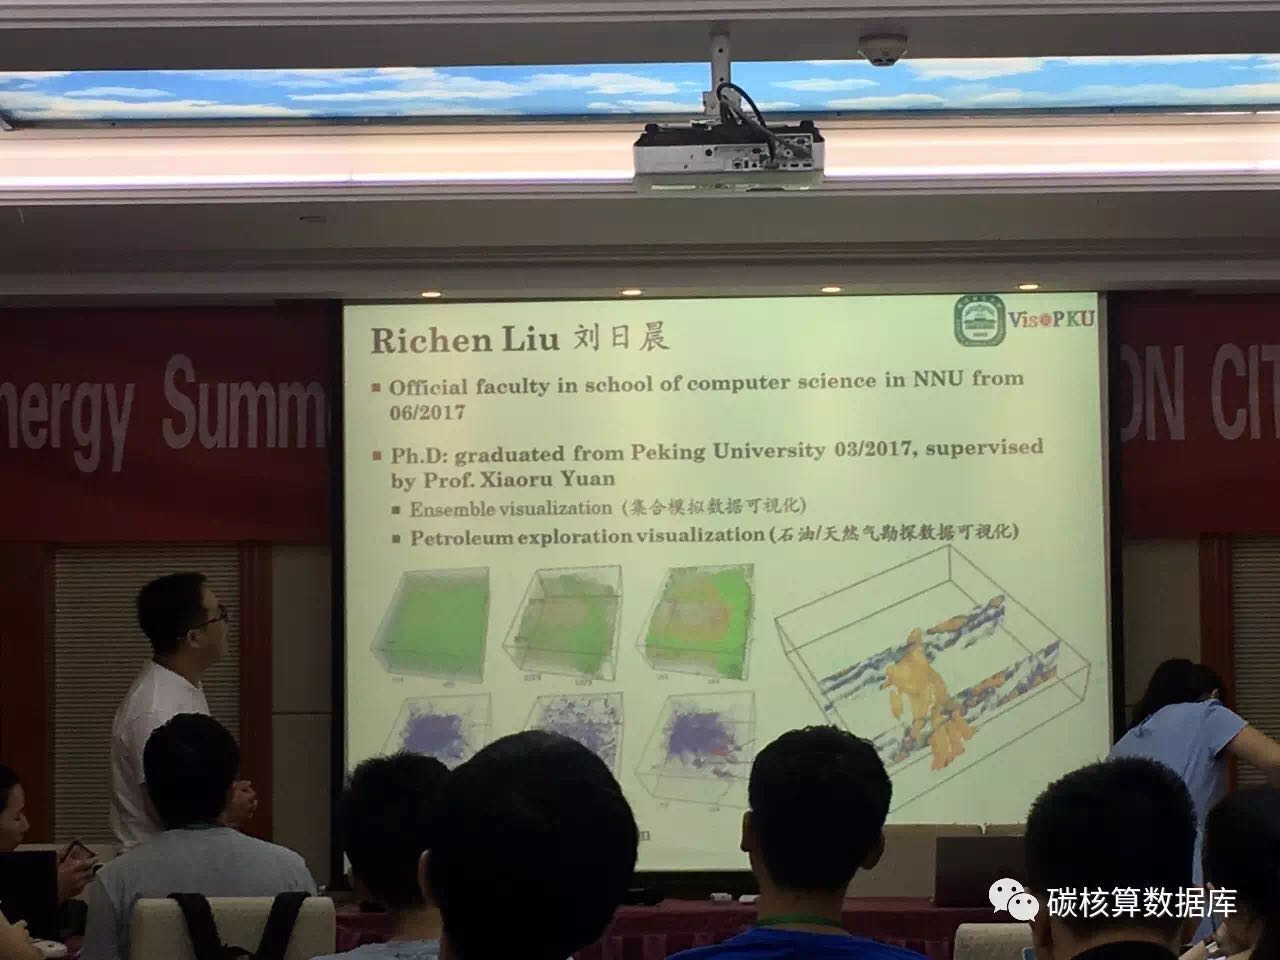 Vis PKU
Richen Liu 刘日晨
Official faculty in school of computer science in NNU from
06/2017
Ph.D: graduated from Peking University 03/2017, supervised
by Prof. Xiaoru Yuan
Ensemble visualization (集合模拟数据可视化)
Petroleum exploration visualization (石油/天然气勘探数据可视化)
nergy Summ
ON CIT
碳核算数据库